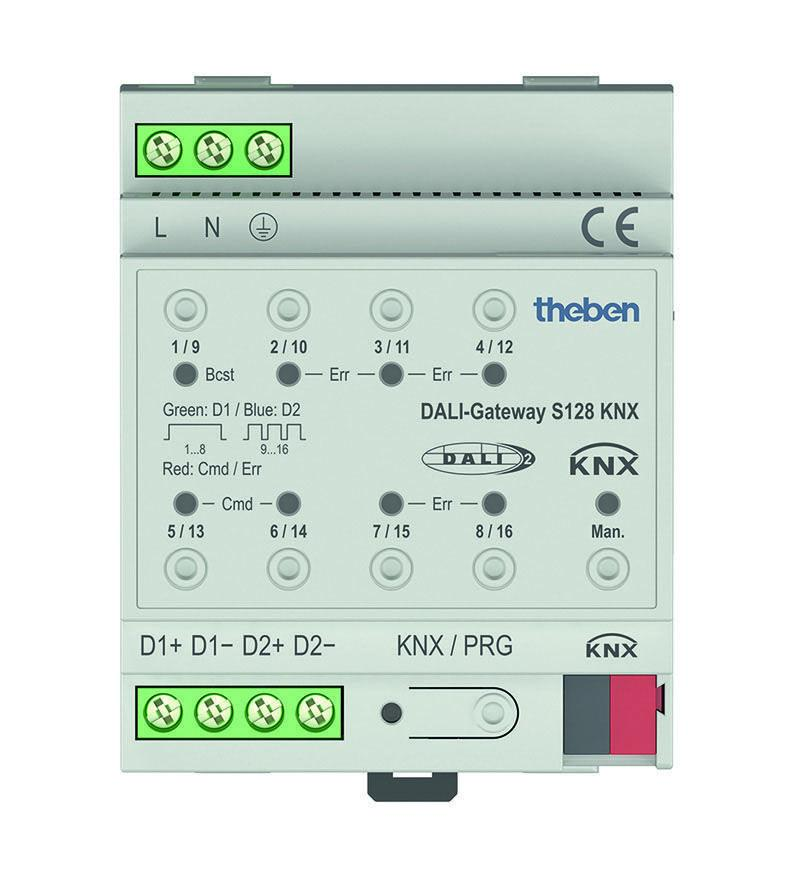 L N CE
theben
1/9 2/10 3/11 4/12
Bcst Err Err
Green: D1 / Blue: D2
1...8 9...16
Red: Cmd / Err
DALI-Gateway S128 KNX
DALI 2 KNX
Cmd Err
5/13 6/14 7/15 8/16 Man.
D1+ D1− D2+ D2− KNX / PRG KNX